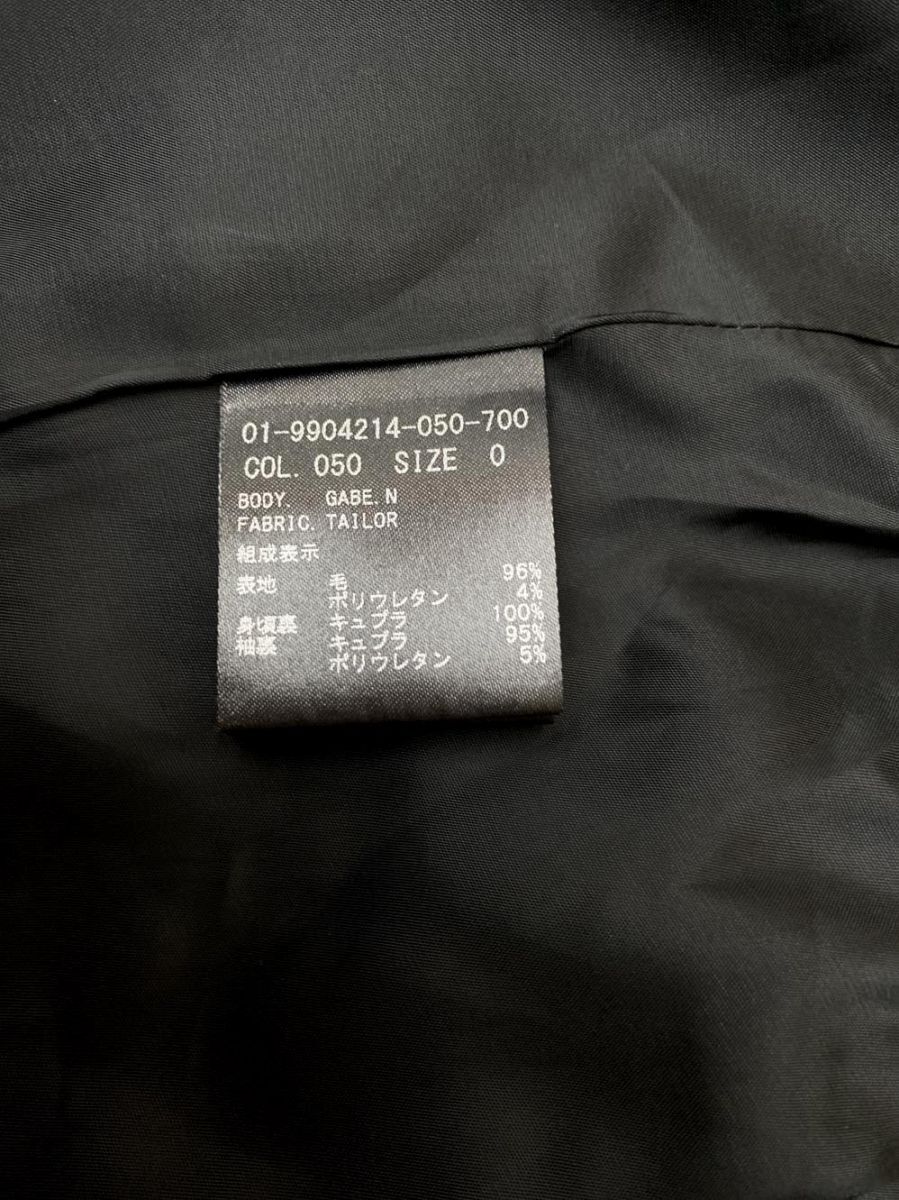 01-9904214-050-700
COL. 050 SIZE 0
BODY. GABE.N
FABRIC. TAILOR
組成表示
表地 毛 96%
ポリウレタン 4%
身頃裏 キュプラ 100%
袖裏 キュプラ 95%
ポリウレタン 5%